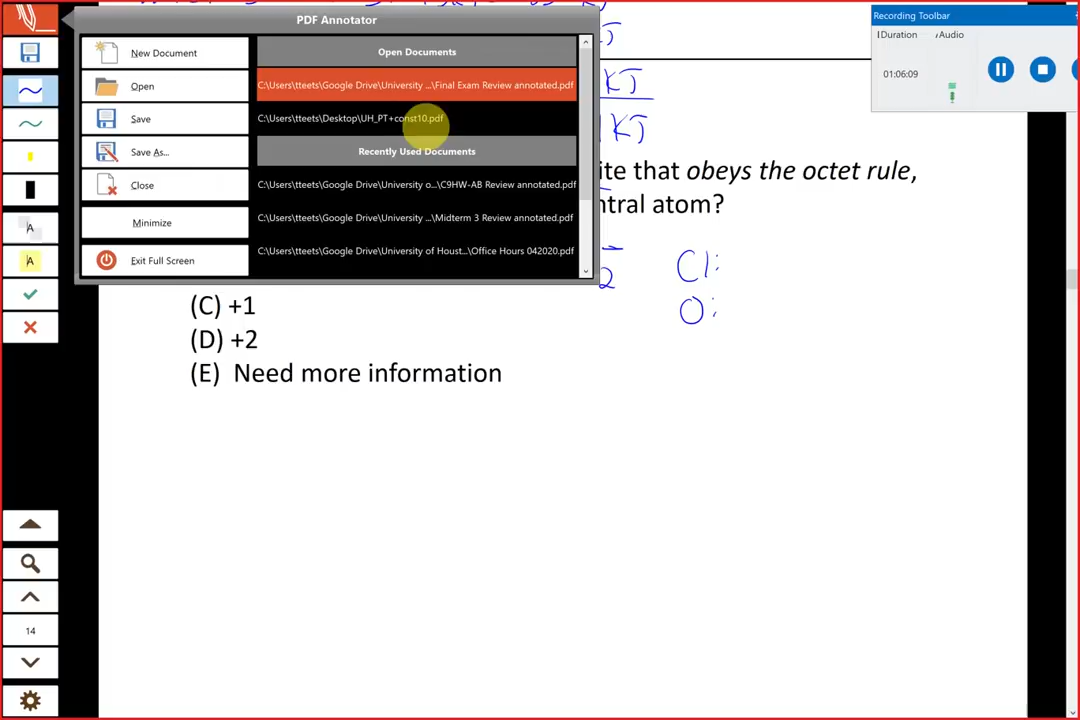 PDF Annotator
New Document
Open
Save
Save As...
Close
Minimize
Exit Full Screen
Open Documents
C:\Users\tteets\Google Drive\University ...\Final Exam Review annotated.pdf
C:\Users\tteets\Desktop\UH_PT+const10.pdf
Recently Used Documents
C:\Users\tteets\Google Drive\University o...\C9HW-AB Review annotated.pdf
C:\Users\tteets\Google Drive\University ...\Midterm 3 Review annotated.pdf
C:\Users\tteets\Google Drive\University of Houst...\Office Hours 042020.pdf
Recording Toolbar
Duration
Audio
01:06:09
KJ
KJ
ite that obeys the octet rule,
ntral atom?
2
Cl:
O:
(C) +1
(D) +2
(E) Need more information
A
A
14